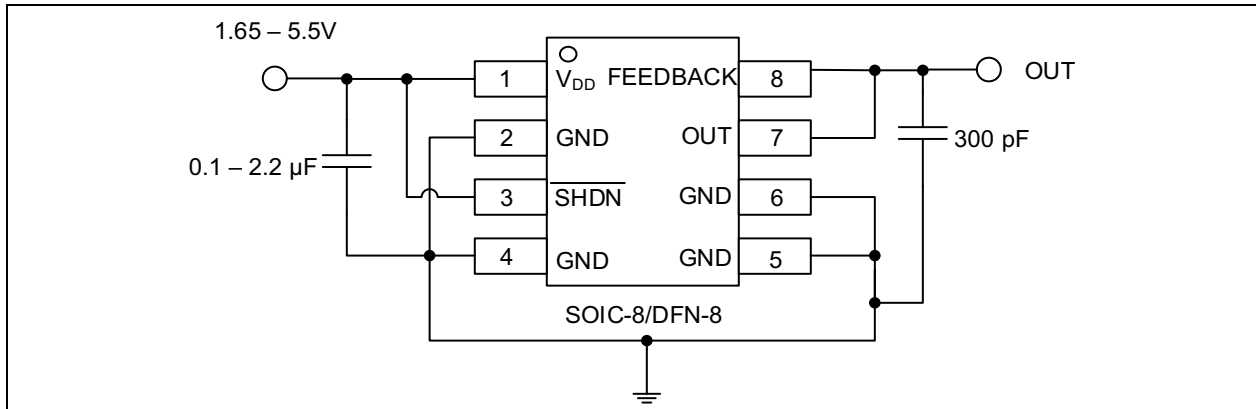 1.65 – 5.5V
1 V_DD FEEDBACK 8
OUT
2 GND OUT 7
0.1 – 2.2 µF
300 pF
3 S̅H̅D̅N̅ GND 6
4 GND GND 5
SOIC-8/DFN-8